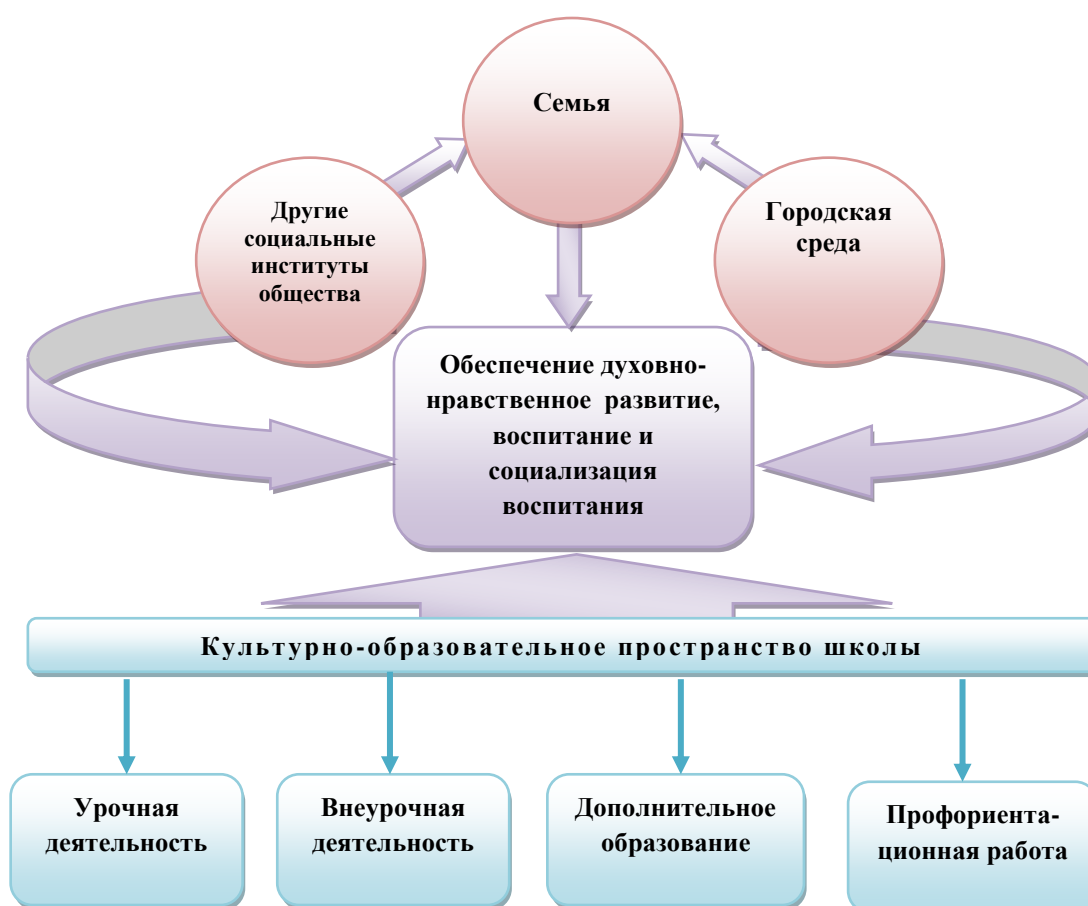 Семья
Другие
социальные
институты
общества
Городская
среда
Обеспечение духовно-
нравственное развитие,
воспитание и
социализация
воспитания
Культурно-образовательное пространство школы
Урочная
деятельность
Внеурочная
деятельность
Дополнительное
образование
Профориента-
ционная работа